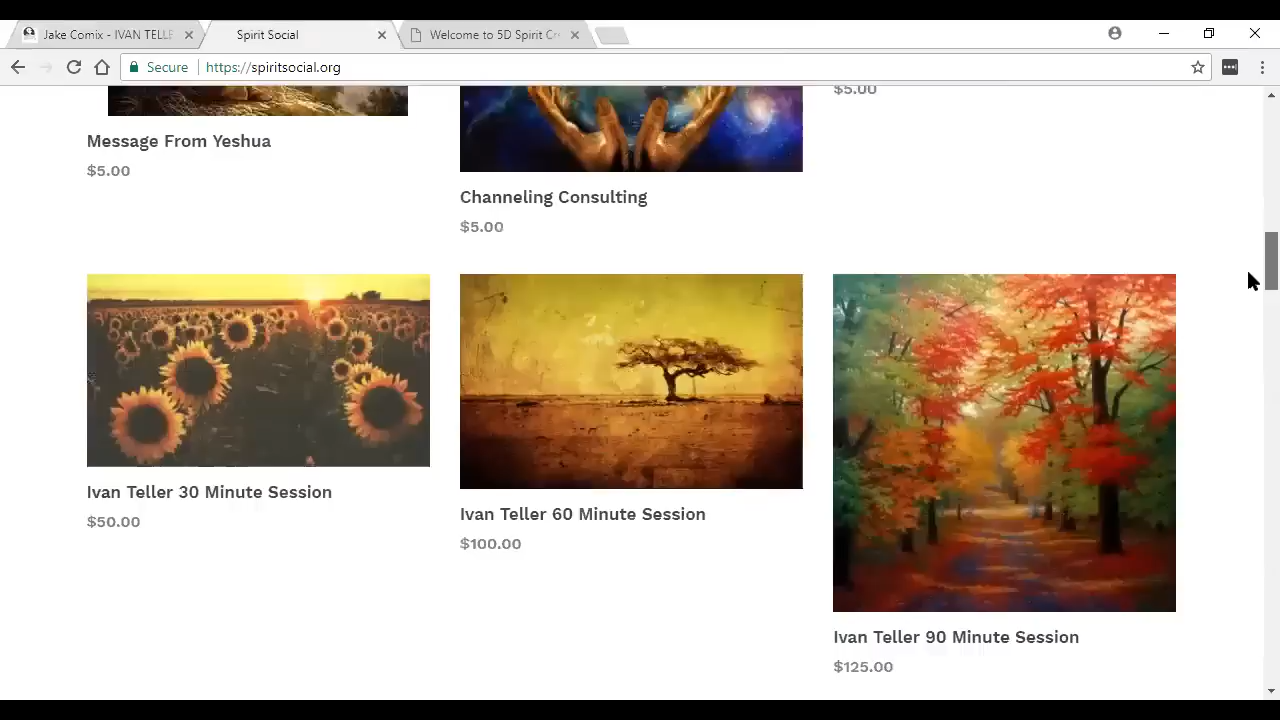 Jake Comix - IVAN TELLE
Spirit Social
Welcome to 5D Spirit Cr
Secure
https://spiritsocial.org
$5.00
Message From Yeshua
$5.00
Channeling Consulting
$5.00
Ivan Teller 30 Minute Session
$50.00
Ivan Teller 60 Minute Session
$100.00
Ivan Teller 90 Minute Session
$125.00